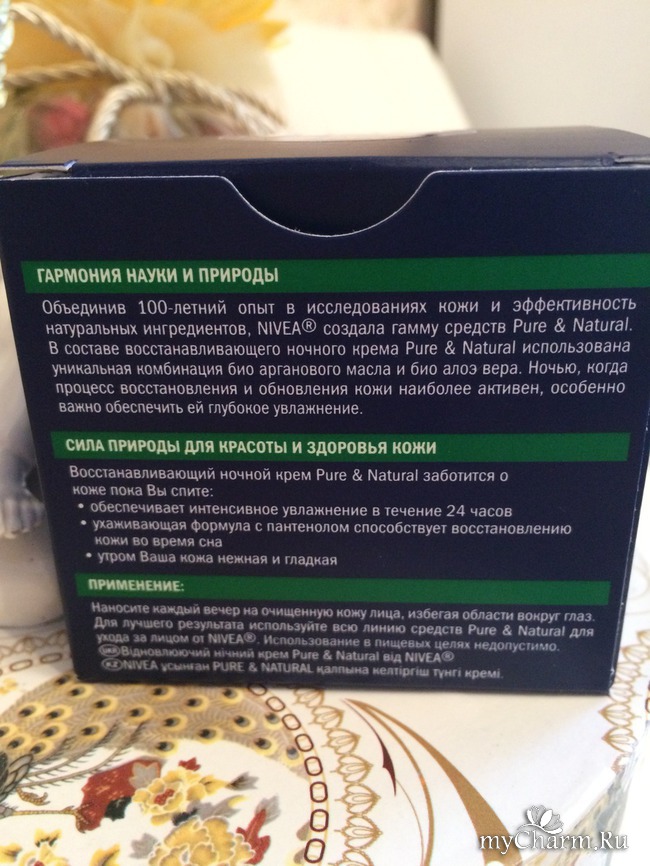 ГАРМОНИЯ НАУКИ И ПРИРОДЫ
Объединив 100-летний опыт в исследованиях кожи и эффективность
натуральных ингредиентов, NIVEA® создала гамму средств Pure & Natural.
В составе восстанавливающего ночного крема Pure & Natural использована
уникальная комбинация био арганового масла и био алоэ вера. Ночью, когда
процесс восстановления и обновления кожи наиболее активен, особенно
важно обеспечить ей глубокое увлажнение.
СИЛА ПРИРОДЫ ДЛЯ КРАСОТЫ И ЗДОРОВЬЯ КОЖИ
Восстанавливающий ночной крем Pure & Natural заботится о
коже пока Вы спите:
• обеспечивает интенсивное увлажнение в течение 24 часов
• ухаживающая формула с пантенолом способствует восстановлению
кожи во время сна
• утром Ваша кожа нежная и гладкая
ПРИМЕНЕНИЕ:
Наносите каждый вечер на очищенную кожу лица, избегая области вокруг глаз.
Для лучшего результата используйте всю линию средств Pure & Natural для
ухода за лицом от NIVEA®. Использование в пищевых целях недопустимо.
UKR Відновлюючий нічний крем Pure & Natural від NIVEA®
KZ NIVEA ұсынған PURE & NATURAL қалпына келтіргіш түнгі кремі.
myCharm.Ru